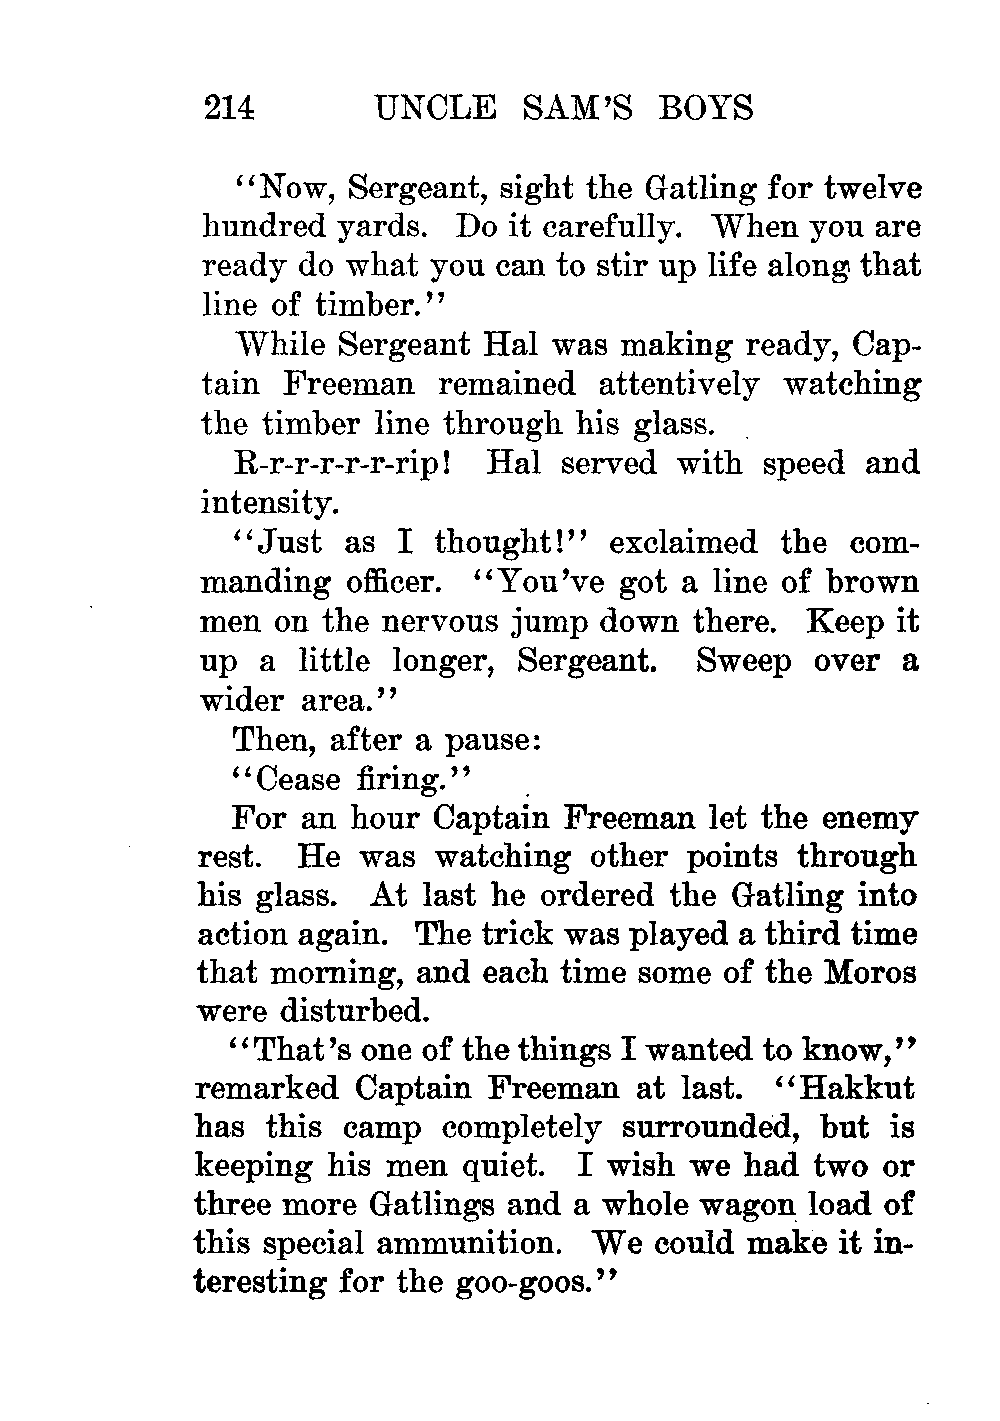 214 UNCLE SAM'S BOYS
"Now, Sergeant, sight the Gatling for twelve
hundred yards. Do it carefully. When you are
ready do what you can to stir up life along that
line of timber."
While Sergeant Hal was making ready, Cap-
tain Freeman remained attentively watching
the timber line through his glass.
R-r-r-r-r-r-rip! Hal served with speed and
intensity.
"Just as I thought!" exclaimed the com-
manding officer. "You've got a line of brown
men on the nervous jump down there. Keep it
up a little longer, Sergeant. Sweep over a
wider area."
Then, after a pause:
"Cease firing."
For an hour Captain Freeman let the enemy
rest. He was watching other points through
his glass. At last he ordered the Gatling into
action again. The trick was played a third time
that morning, and each time some of the Moros
were disturbed.
"That's one of the things I wanted to know,"
remarked Captain Freeman at last. "Hakkut
has this camp completely surrounded, but is
keeping his men quiet. I wish we had two or
three more Gatlings and a whole wagon load of
this special ammunition. We could make it in-
teresting for the goo-goos."